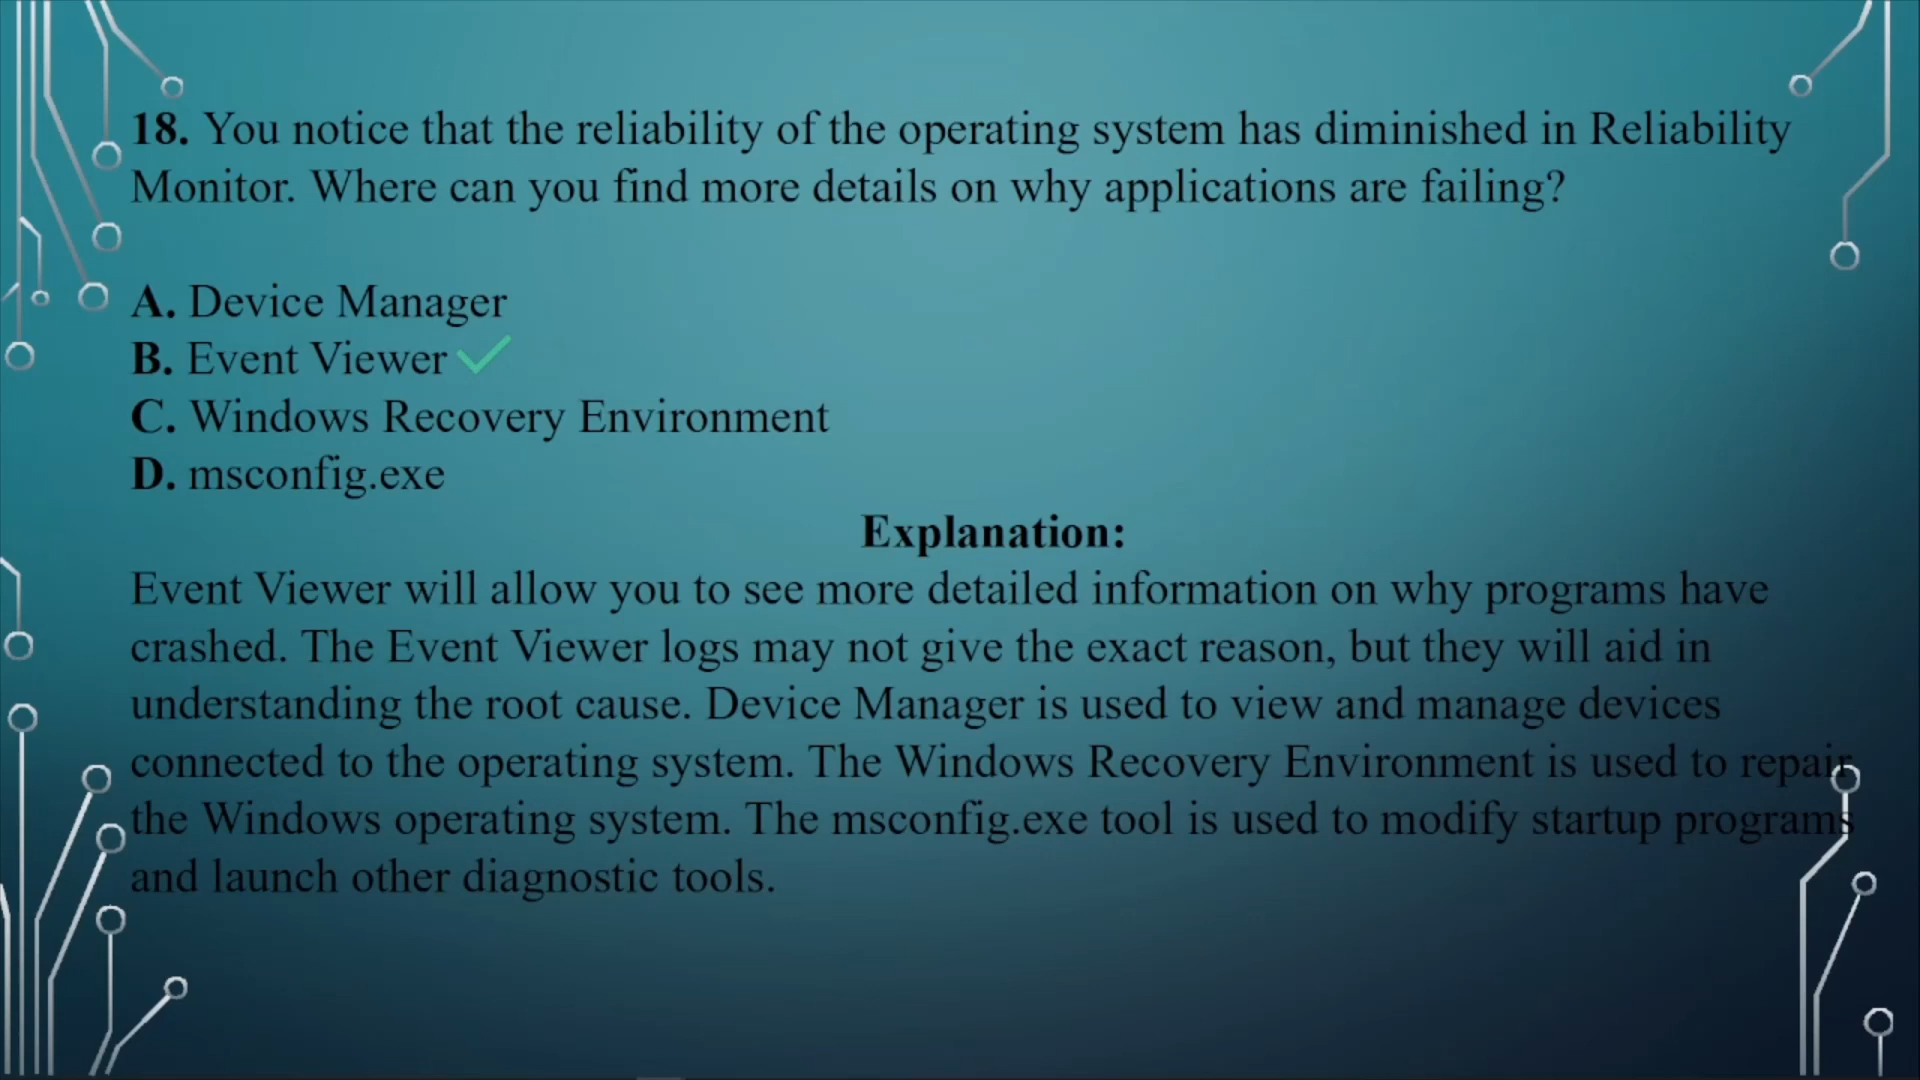 18. You notice that the reliability of the operating system has diminished in Reliability
Monitor. Where can you find more details on why applications are failing?
A. Device Manager
B. Event Viewer
C. Windows Recovery Environment
D. msconfig.exe
Explanation:
Event Viewer will allow you to see more detailed information on why programs have
crashed. The Event Viewer logs may not give the exact reason, but they will aid in
understanding the root cause. Device Manager is used to view and manage devices
connected to the operating system. The Windows Recovery Environment is used to repair
the Windows operating system. The msconfig.exe tool is used to modify startup programs
and launch other diagnostic tools.